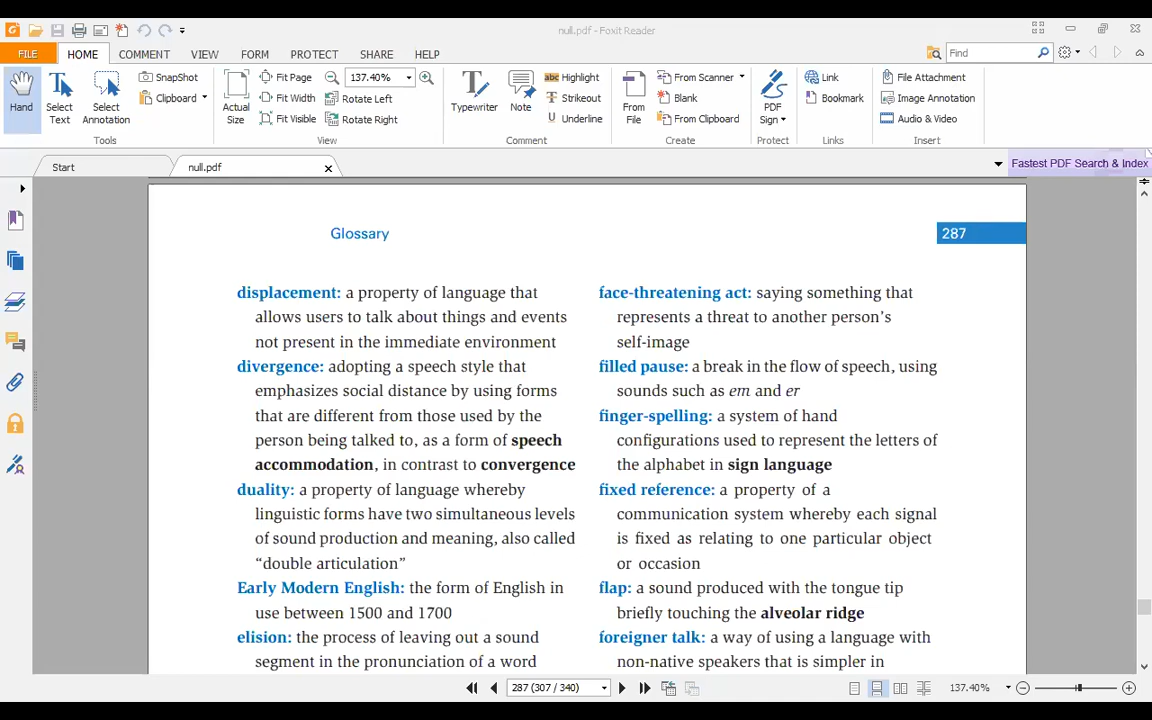 null.pdf - Foxit Reader
FILE HOME COMMENT VIEW FORM PROTECT SHARE HELP Find
Hand
Select Text
Select Annotation
SnapShot
Clipboard
Tools
Actual Size
Fit Page
Fit Width
Fit Visible
137.40%
Rotate Left
Rotate Right
View
Typewriter
Note
Highlight
Strikeout
Underline
Comment
From File
From Scanner
Blank
From Clipboard
Create
PDF Sign
Protect
Link
Bookmark
Links
File Attachment
Image Annotation
Audio & Video
Insert
Start
null.pdf
Fastest PDF Search & Index
Glossary
287
displacement: a property of language that
allows users to talk about things and events
not present in the immediate environment
divergence: adopting a speech style that
emphasizes social distance by using forms
that are different from those used by the
person being talked to, as a form of speech
accommodation, in contrast to convergence
duality: a property of language whereby
linguistic forms have two simultaneous levels
of sound production and meaning, also called
“double articulation”
Early Modern English: the form of English in
use between 1500 and 1700
elision: the process of leaving out a sound
segment in the pronunciation of a word
face-threatening act: saying something that
represents a threat to another person’s
self-image
filled pause: a break in the flow of speech, using
sounds such as em and er
finger-spelling: a system of hand
configurations used to represent the letters of
the alphabet in sign language
fixed reference: a property of a
communication system whereby each signal
is fixed as relating to one particular object
or occasion
flap: a sound produced with the tongue tip
briefly touching the alveolar ridge
foreigner talk: a way of using a language with
non-native speakers that is simpler in
287 (307 / 340)
137.40%